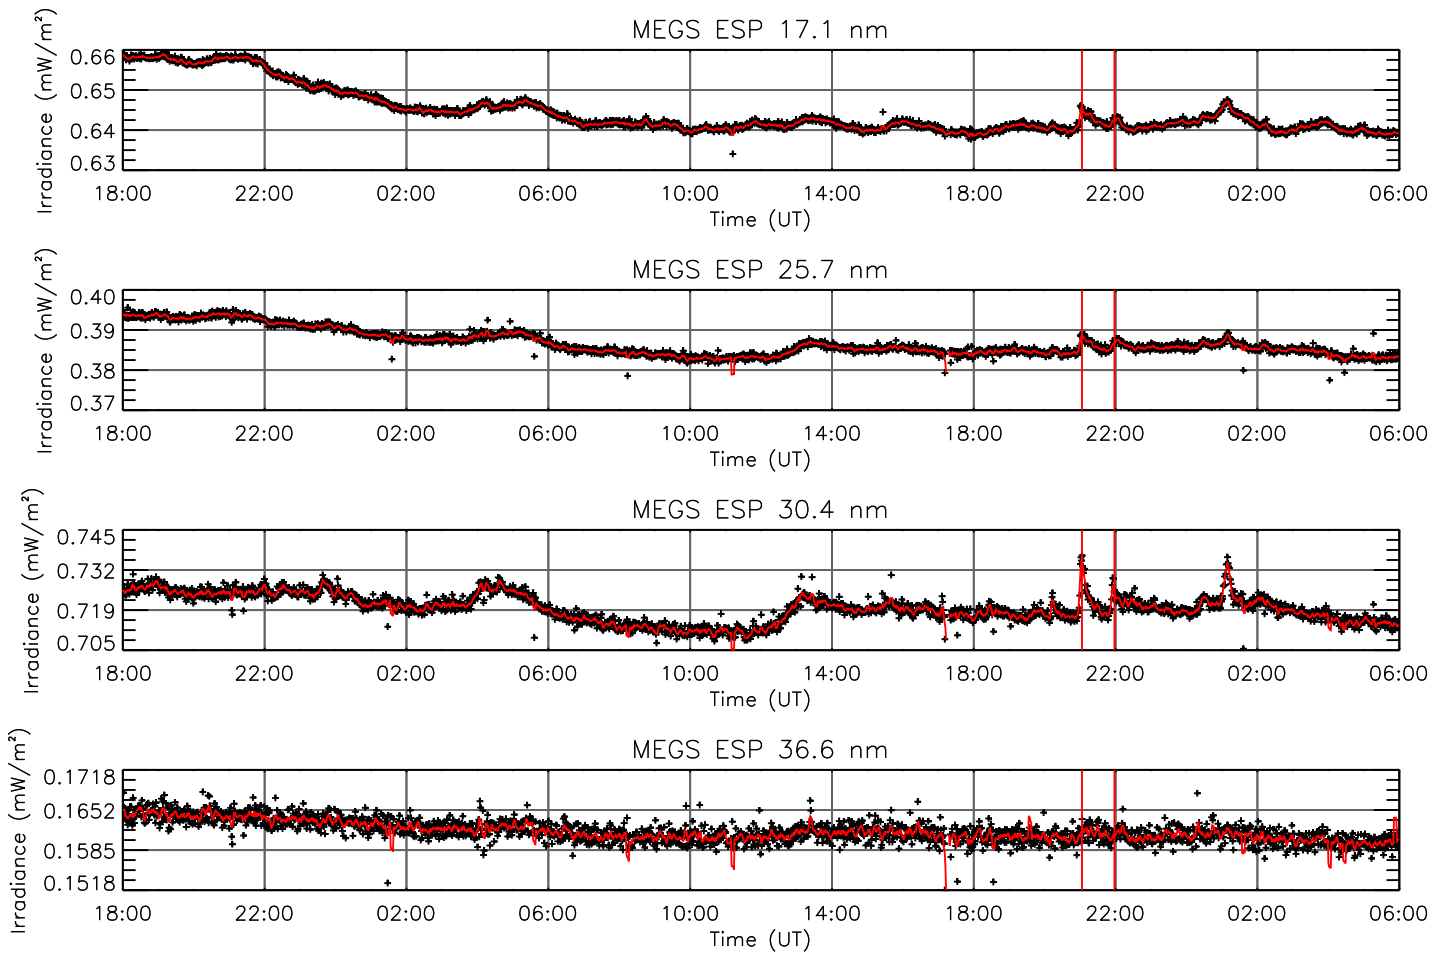 MEGS ESP 17.1 nm
Irradiance (mW/m²)
0.66
0.65
0.64
0.63
18:00 22:00 02:00 06:00 10:00 14:00 18:00 22:00 02:00 06:00
Time (UT)
MEGS ESP 25.7 nm
Irradiance (mW/m²)
0.40
0.39
0.38
0.37
18:00 22:00 02:00 06:00 10:00 14:00 18:00 22:00 02:00 06:00
Time (UT)
MEGS ESP 30.4 nm
Irradiance (mW/m²)
0.745
0.732
0.719
0.705
18:00 22:00 02:00 06:00 10:00 14:00 18:00 22:00 02:00 06:00
Time (UT)
MEGS ESP 36.6 nm
Irradiance (mW/m²)
0.1718
0.1652
0.1585
0.1518
18:00 22:00 02:00 06:00 10:00 14:00 18:00 22:00 02:00 06:00
Time (UT)